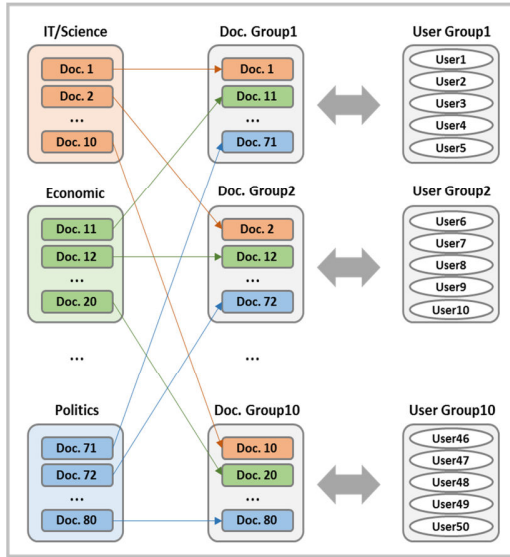 IT/Science
Doc. 1
Doc. 2
...
Doc. 10
Economic
Doc. 11
Doc. 12
...
Doc. 20
...
Politics
Doc. 71
Doc. 72
...
Doc. 80
Doc. Group1
Doc. 1
Doc. 11
...
Doc. 71
Doc. Group2
Doc. 2
Doc. 12
...
Doc. 72
...
Doc. Group10
Doc. 10
Doc. 20
...
Doc. 80
User Group1
User1
User2
User3
User4
User5
User Group2
User6
User7
User8
User9
User10
User Group10
User46
User47
User48
User49
User50